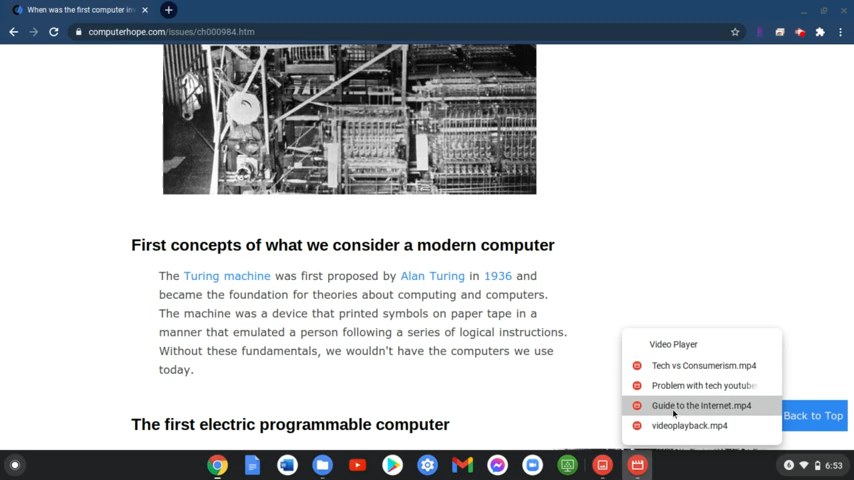 When was the first computer inv
computerhope.com/issues/ch000984.htm
First concepts of what we consider a modern computer
The Turing machine was first proposed by Alan Turing in 1936 and
became the foundation for theories about computing and computers.
The machine was a device that printed symbols on paper tape in a
manner that emulated a person following a series of logical instructions.
Without these fundamentals, we wouldn't have the computers we use
today.
The first electric programmable computer
Video Player
Tech vs Consumerism.mp4
Problem with tech youtube
Guide to the Internet.mp4
videoplayback.mp4
Back to Top
6
6:53